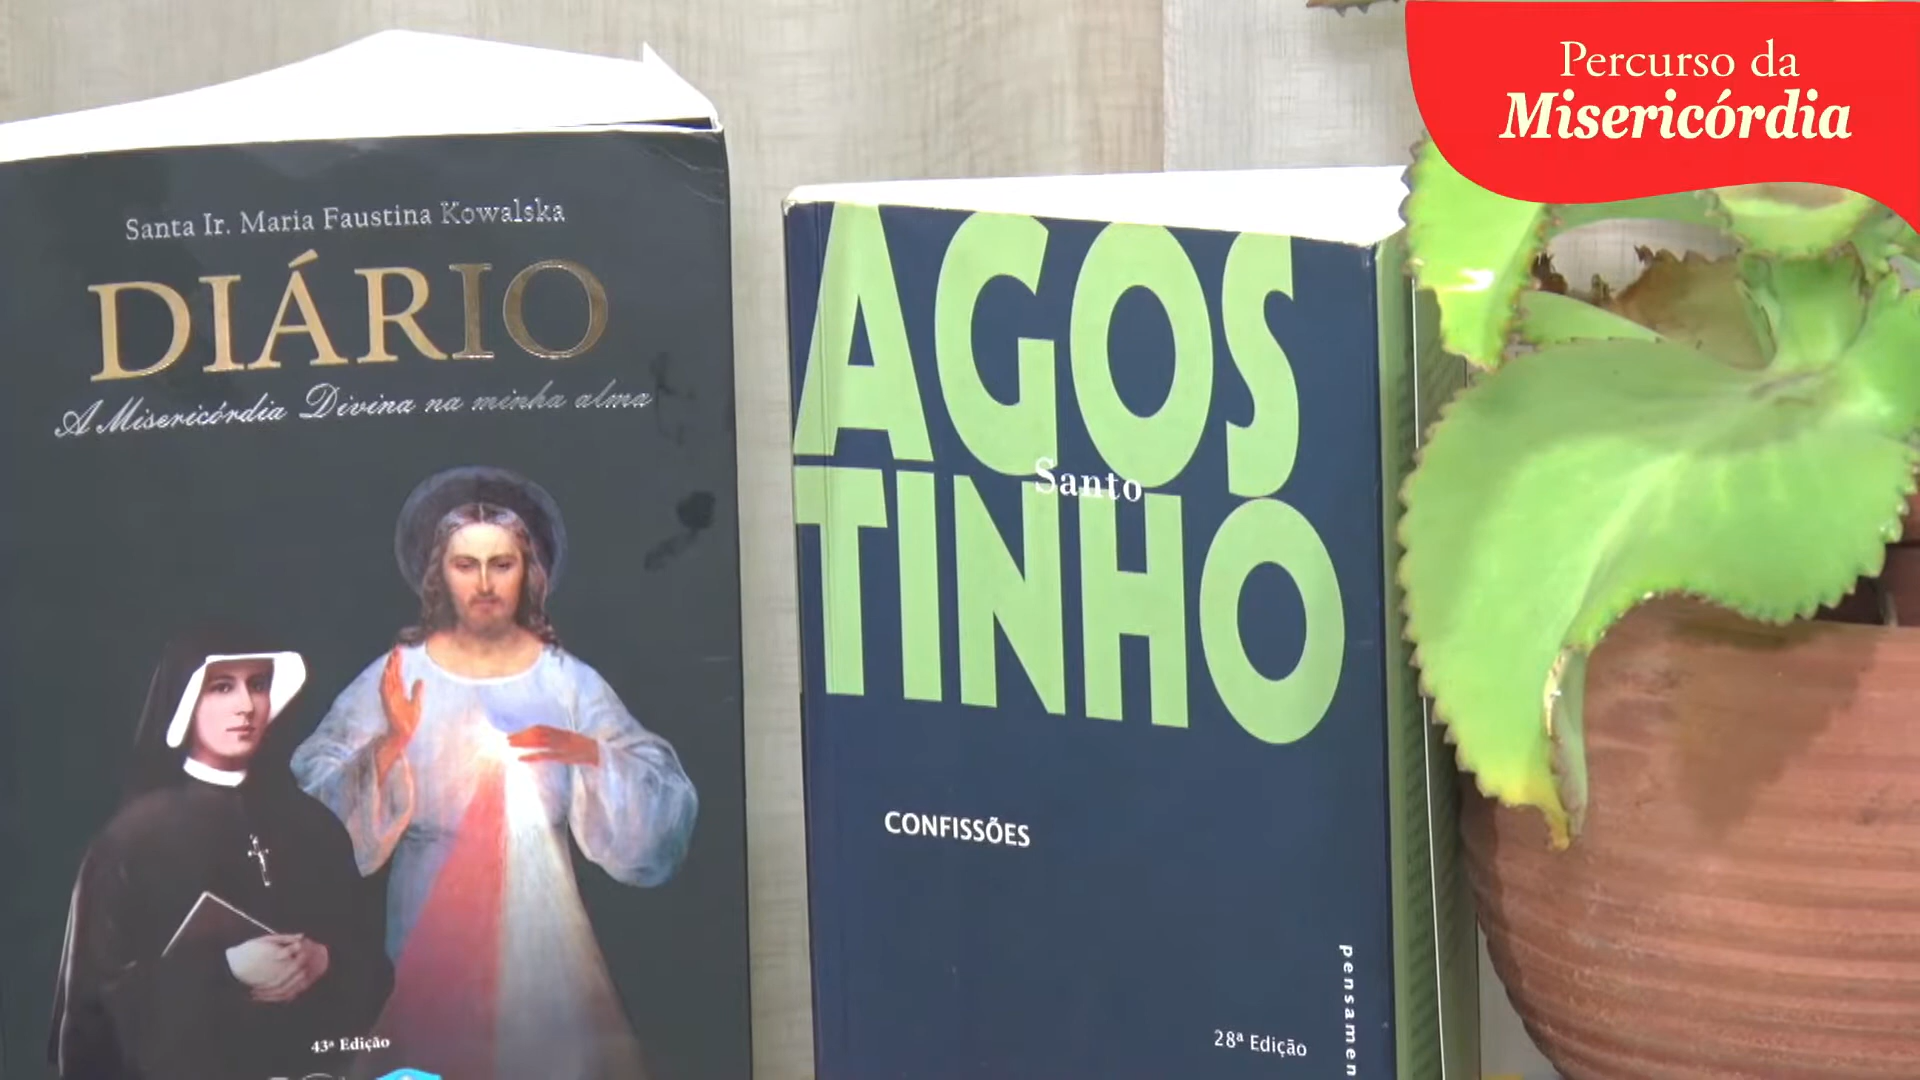 Percurso da
Misericórdia
Santa Ir. Maria Faustina Kowalska
DIÁRIO
A Misericórdia Divina na minha alma
43ª Edição
AGOS
Santo
TINHO
CONFISSÕES
28ª Edição
pensamen